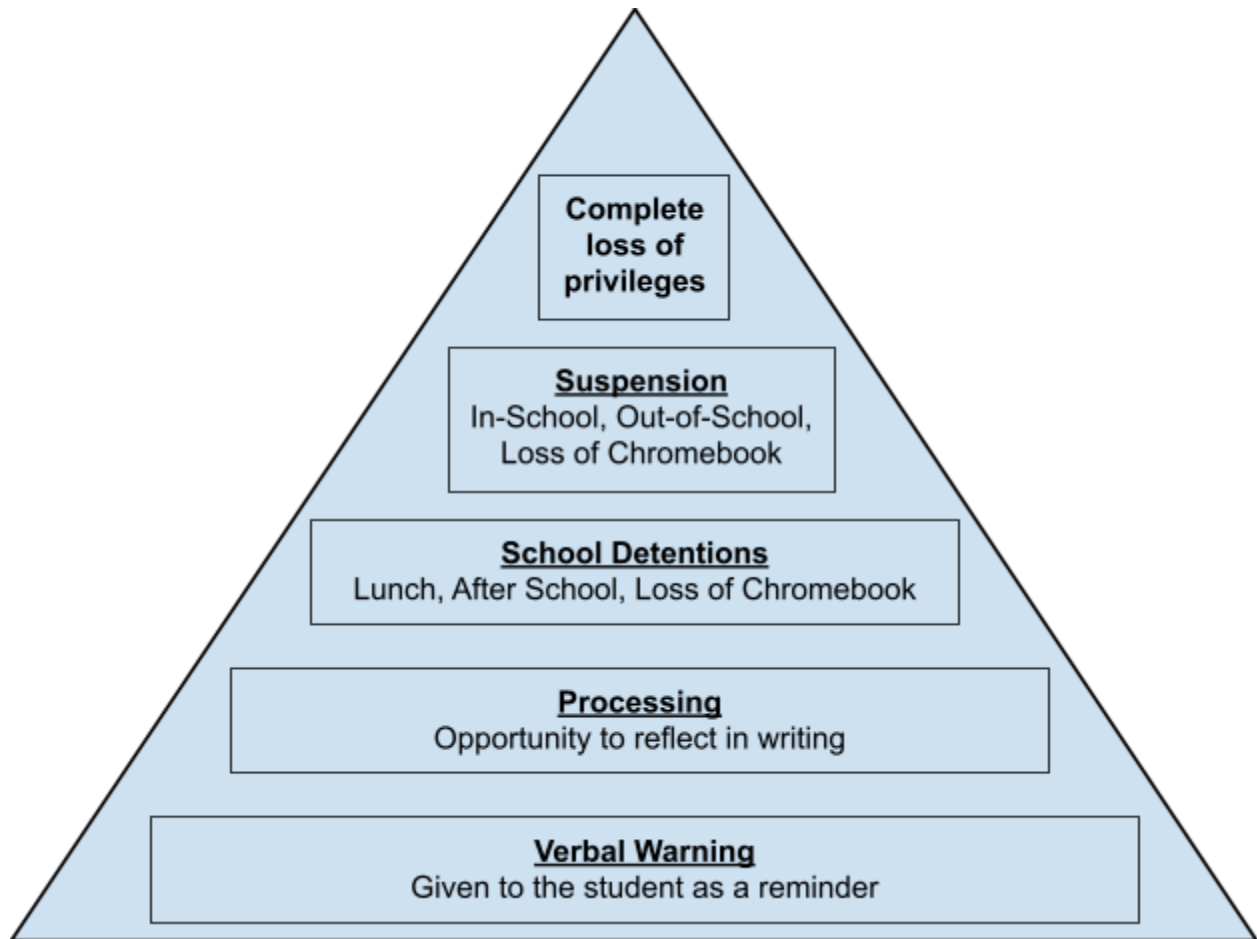 Complete
loss of
privileges
Suspension
In-School, Out-of-School,
Loss of Chromebook
School Detentions
Lunch, After School, Loss of Chromebook
Processing
Opportunity to reflect in writing
Verbal Warning
Given to the student as a reminder